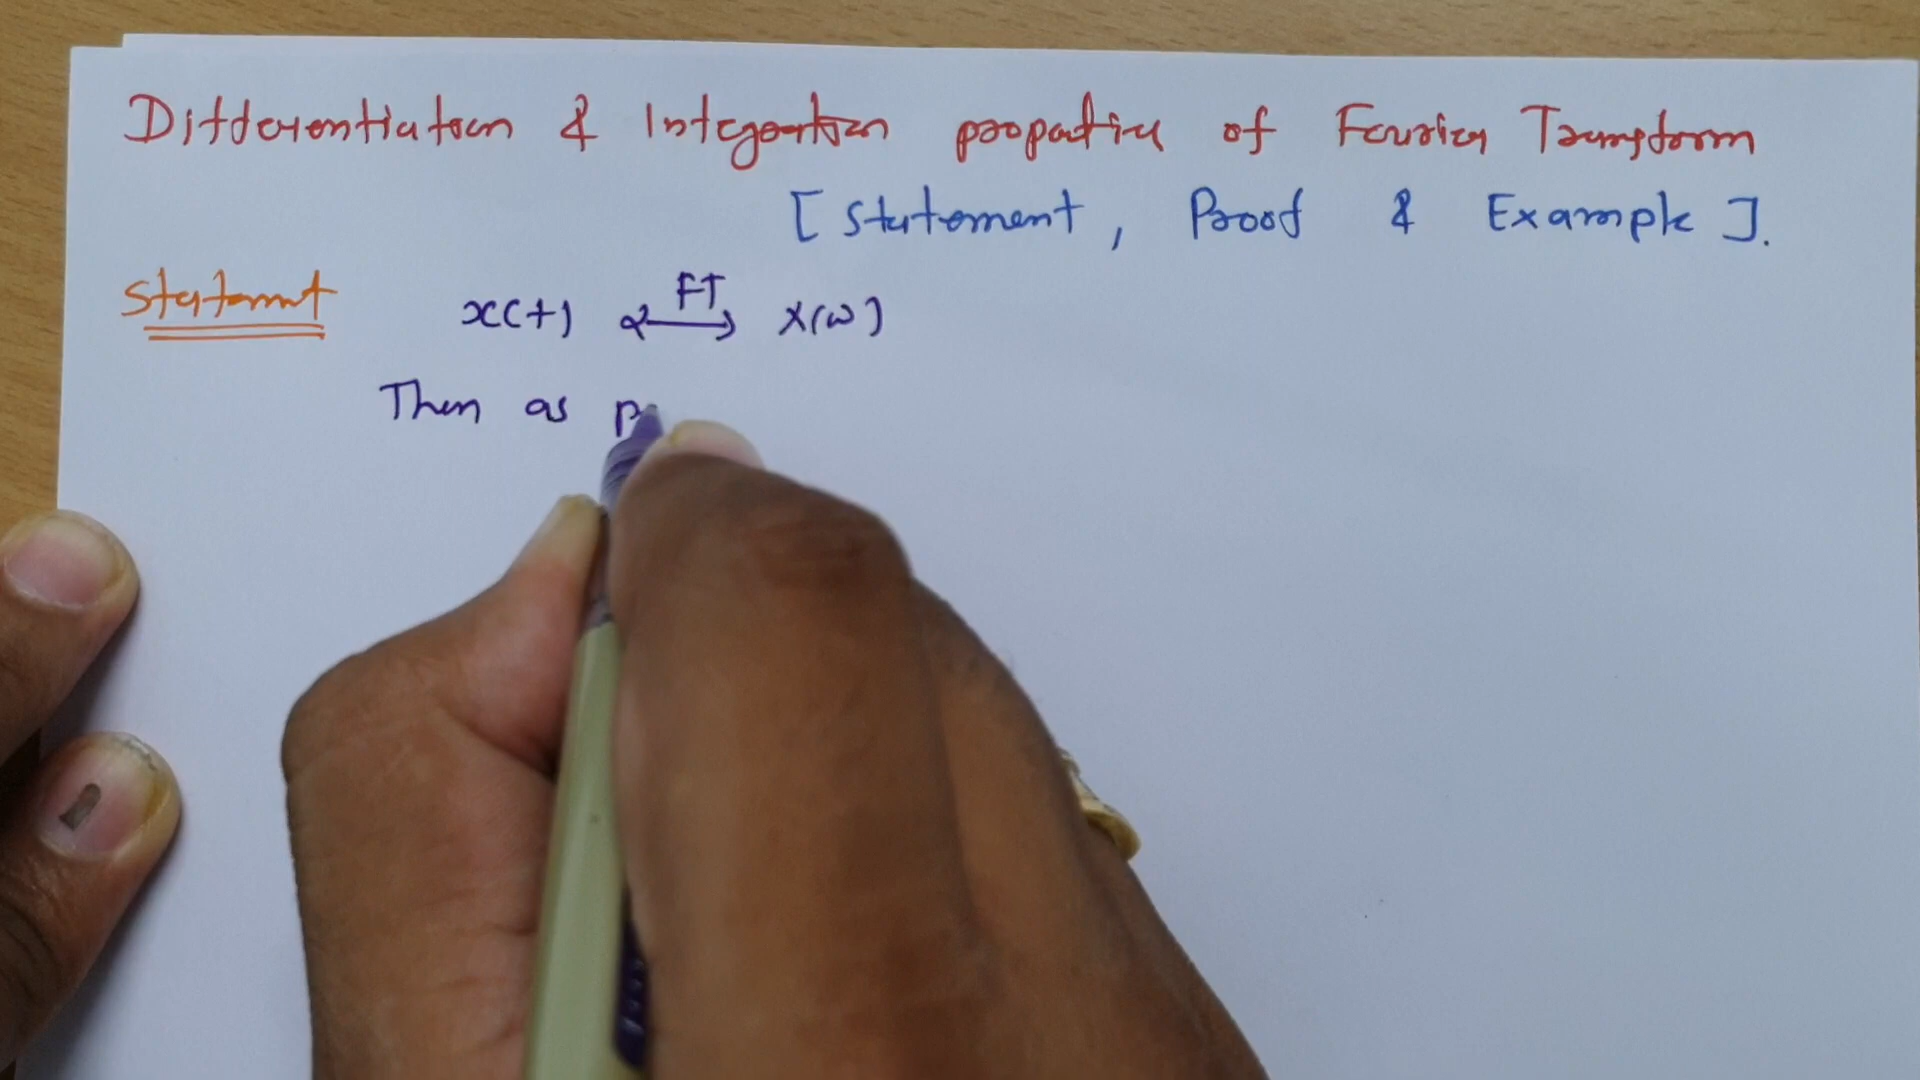 Differentiation & Integration properties of Fourier Transform
[Statement, Proof & Example].
Statement x(t) FT X(ω)
Then as